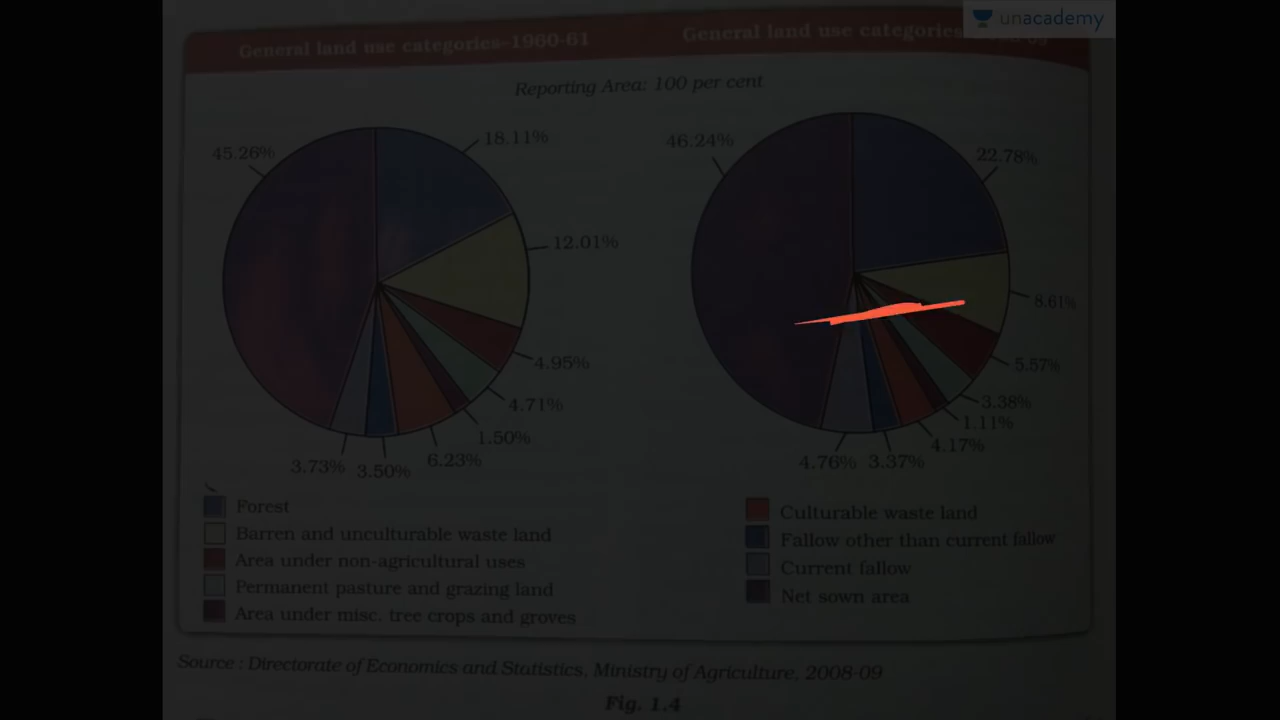 unacademy
General land use categories–1960-61
General land use categories
Reporting Area: 100 per cent
45.26%
18.11%
12.01%
4.95%
4.71%
1.50%
6.23%
3.50%
3.73%
46.24%
22.78%
8.61%
5.57%
3.38%
1.11%
4.17%
3.37%
4.76%
Forest
Barren and unculturable waste land
Area under non-agricultural uses
Permanent pasture and grazing land
Area under misc. tree crops and groves
Culturable waste land
Fallow other than current fallow
Current fallow
Net sown area
Source : Directorate of Economics and Statistics, Ministry of Agriculture, 2008-09
Fig. 1.4